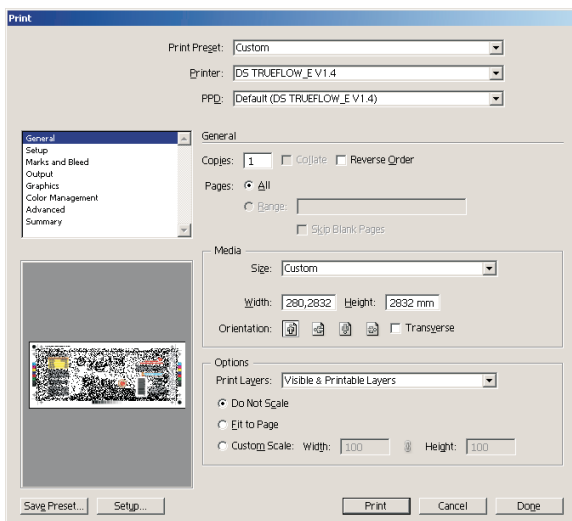 Print
Print Preset: Custom
Printer: DS TRUEFLOW_E V1.4
PPD: Default (DS TRUEFLOW_E V1.4)
General
Setup
Marks and Bleed
Output
Graphics
Color Management
Advanced
Summary
General
Copies: 1 Collate Reverse Order
Pages: All
Range:
Skip Blank Pages
Media
Size: Custom
Width: 280,2832 Height: 2832 mm
Orientation: Transverse
Options
Print Layers: Visible & Printable Layers
Do Not Scale
Fit to Page
Custom Scale: Width: 100 Height: 100
Save Preset... Setup... Print Cancel Done